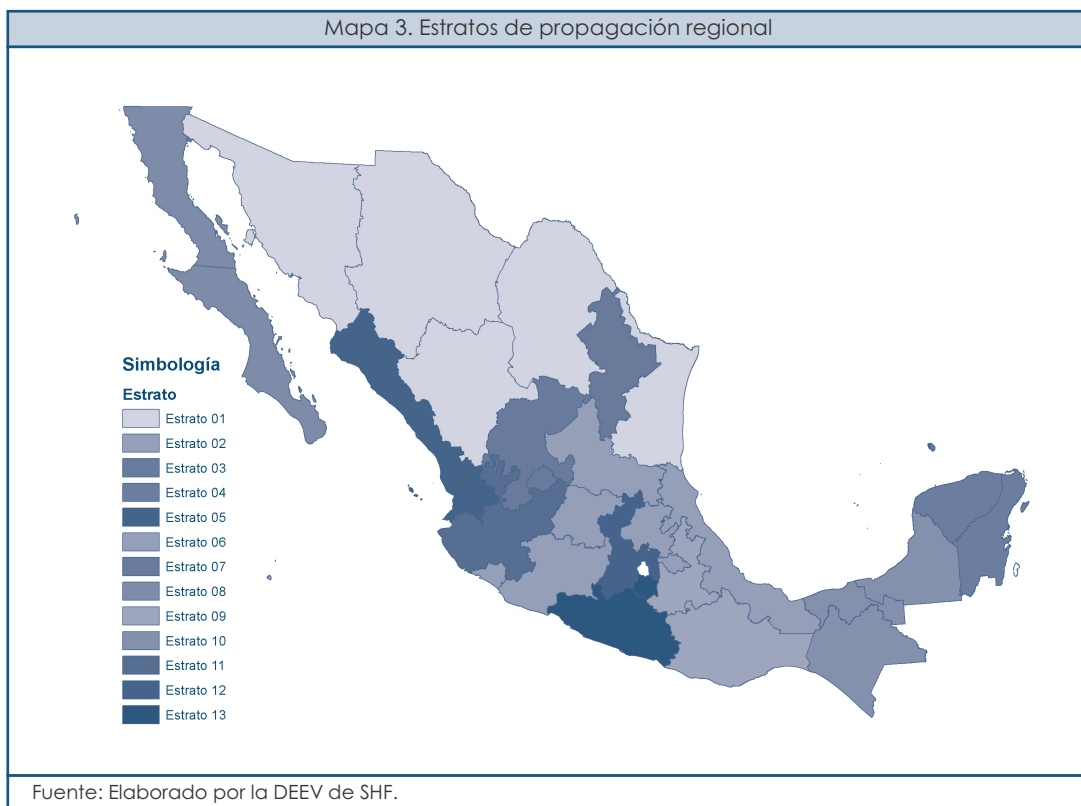 Mapa 3. Estratos de propagación regional
Simbología
Estrato
Estrato 01
Estrato 02
Estrato 03
Estrato 04
Estrato 05
Estrato 06
Estrato 07
Estrato 08
Estrato 09
Estrato 10
Estrato 11
Estrato 12
Estrato 13
Fuente: Elaborado por la DEEV de SHF.